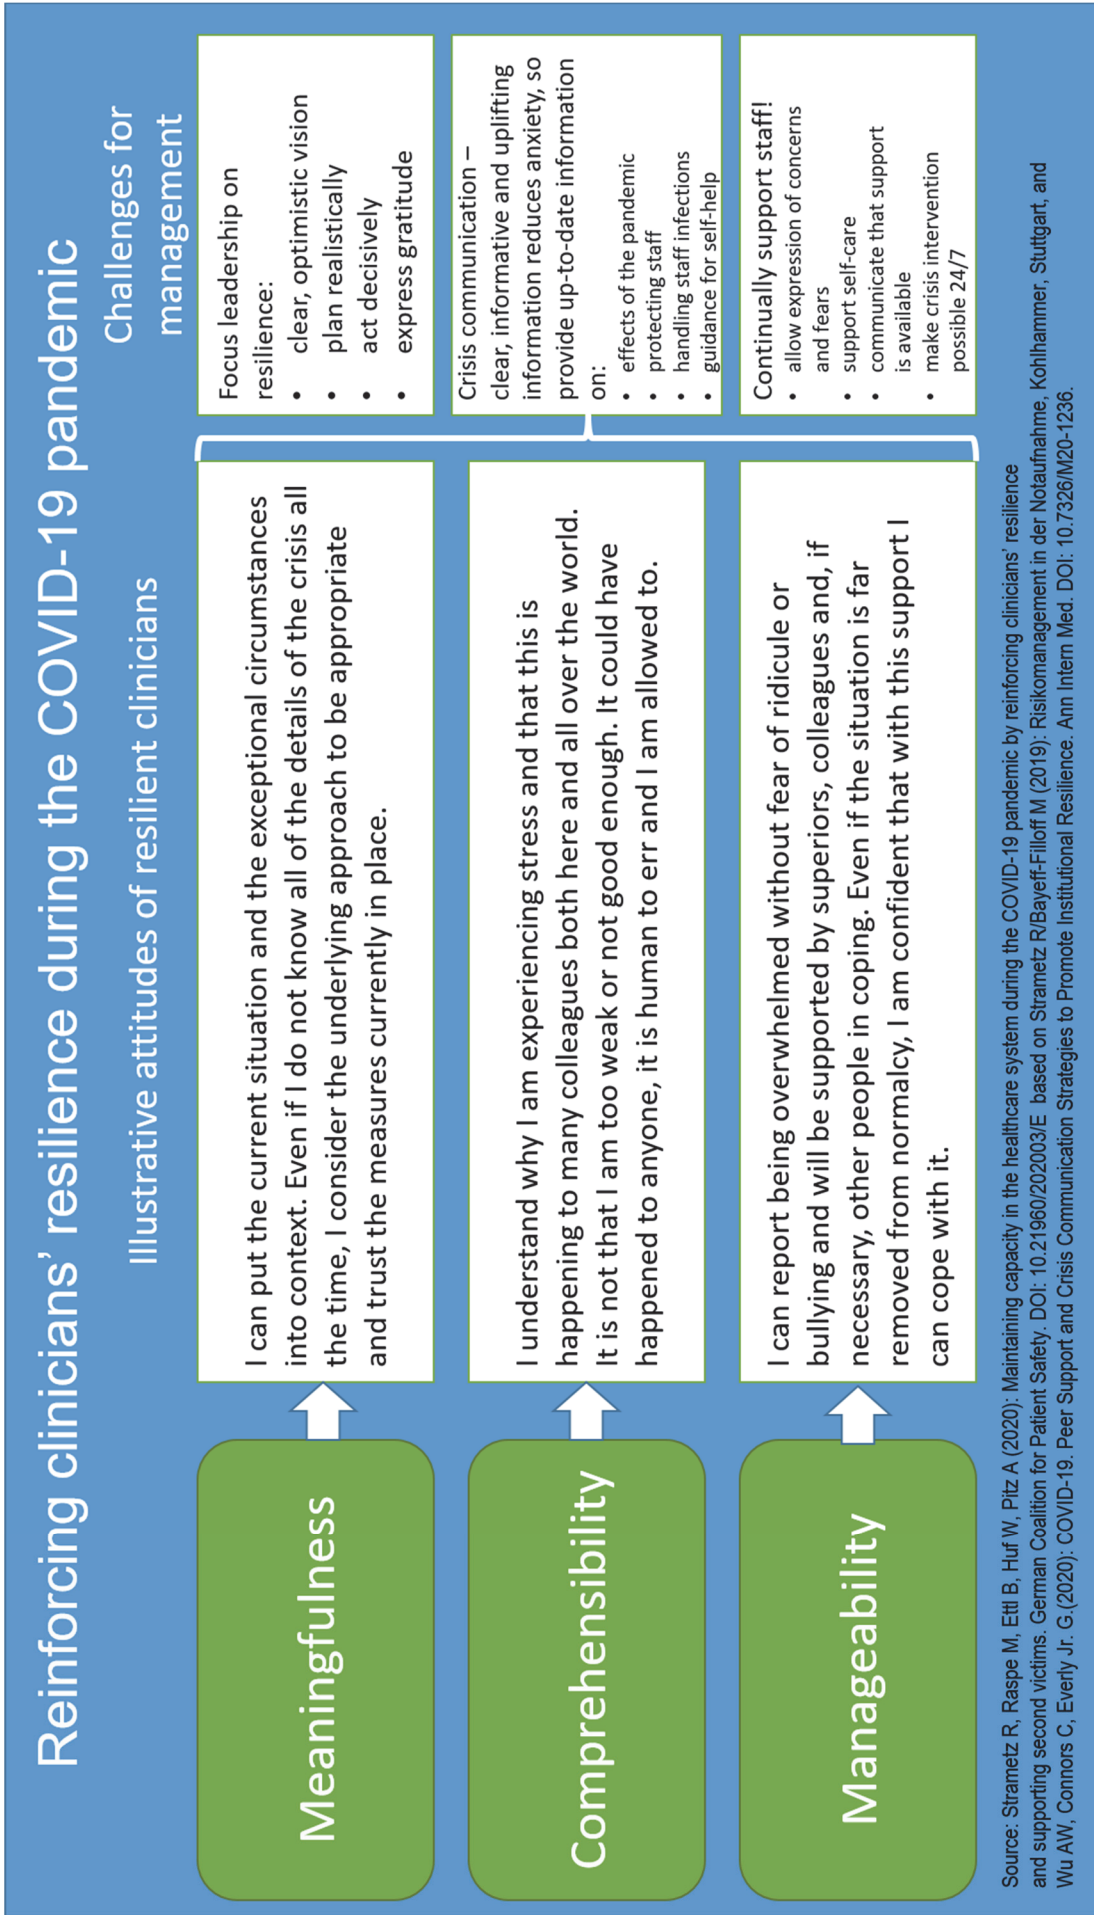 Reinforcing clinicians’ resilience during the COVID-19 pandemic
Illustrative attitudes of resilient clinicians
Challenges for
management
Meaningfulness
I can put the current situation and the exceptional circumstances
into context. Even if I do not know all of the details of the crisis all
the time, I consider the underlying approach to be appropriate
and trust the measures currently in place.
Focus leadership on
resilience:
• clear, optimistic vision
• plan realistically
• act decisively
• express gratitude
Comprehensibility
I understand why I am experiencing stress and that this is
happening to many colleagues both here and all over the world.
It is not that I am too weak or not good enough. It could have
happened to anyone, it is human to err and I am allowed to.
Crisis communication –
clear, informative and uplifting
information reduces anxiety, so
provide up-to-date information
on:
• effects of the pandemic
• protecting staff
• handling staff infections
• guidance for self-help
Manageability
I can report being overwhelmed without fear of ridicule or
bullying and will be supported by superiors, colleagues and, if
necessary, other people in coping. Even if the situation is far
removed from normalcy, I am confident that with this support I
can cope with it.
Continually support staff!
• allow expression of concerns
and fears
• support self-care
• communicate that support
is available
• make crisis intervention
possible 24/7
Source: Strametz R, Raspe M, Ettl B, Huf W, Pitz A (2020): Maintaining capacity in the healthcare system during the COVID-19 pandemic by reinforcing clinicians’ resilience
and supporting second victims. German Coalition for Patient Safety. DOI: 10.21960/202003/E based on Strametz R/Bayeff-Filloff M (2019): Risikomanagement in der Notaufnahme, Kohlhammer, Stuttgart, and
Wu AW, Connors C, Everly Jr. G.(2020): COVID-19. Peer Support and Crisis Communication Strategies to Promote Institutional Resilience. Ann Intern Med. DOI: 10.7326/M20-1236.